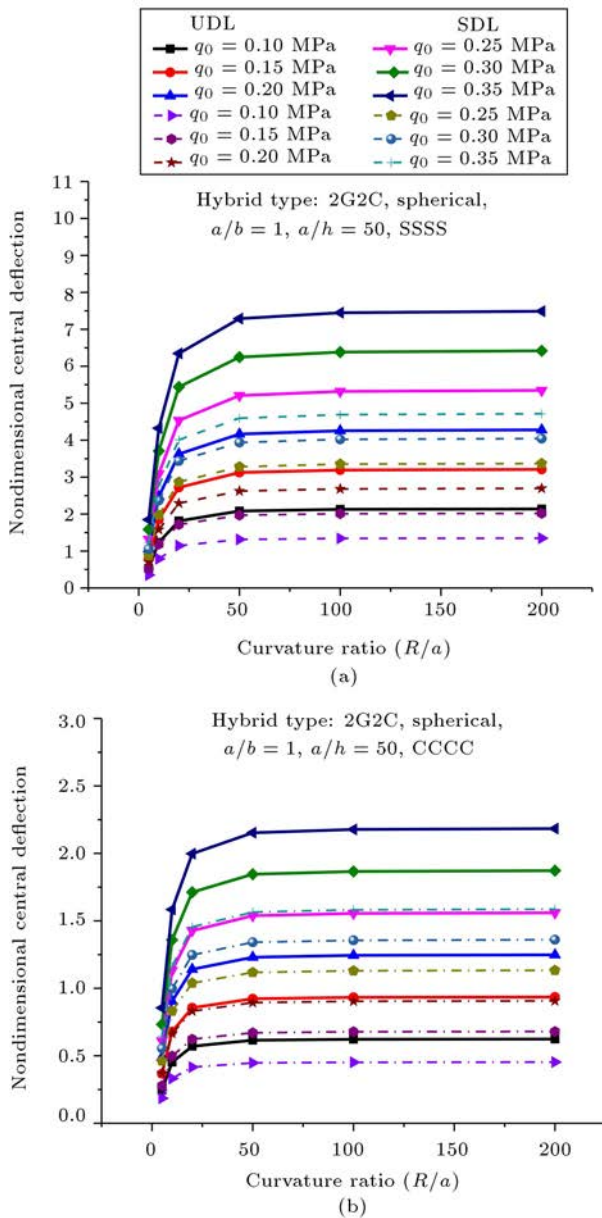 UDL SDL
q0 = 0.10 MPa q0 = 0.25 MPa
q0 = 0.15 MPa q0 = 0.30 MPa
q0 = 0.20 MPa q0 = 0.35 MPa
q0 = 0.10 MPa q0 = 0.25 MPa
q0 = 0.15 MPa q0 = 0.30 MPa
q0 = 0.20 MPa q0 = 0.35 MPa
Hybrid type: 2G2C, spherical,
a/b = 1, a/h = 50, SSSS
Nondimensional central deflection
11
10
9
8
7
6
5
4
3
2
1
0
0 50 100 150 200
Curvature ratio (R/a)
(a)
Hybrid type: 2G2C, spherical,
a/b = 1, a/h = 50, CCCC
Nondimensional central deflection
3.0
2.5
2.0
1.5
1.0
0.5
0.0
0 50 100 150 200
Curvature ratio (R/a)
(b)